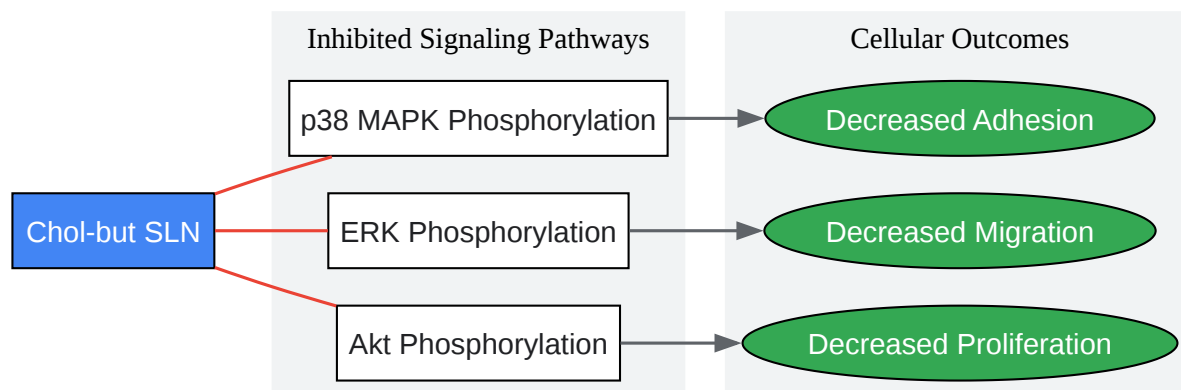 Inhibited Signaling Pathways
Cellular Outcomes
p38 MAPK Phosphorylation
Decreased Adhesion
Chol-but SLN
ERK Phosphorylation
Decreased Migration
Akt Phosphorylation
Decreased Proliferation